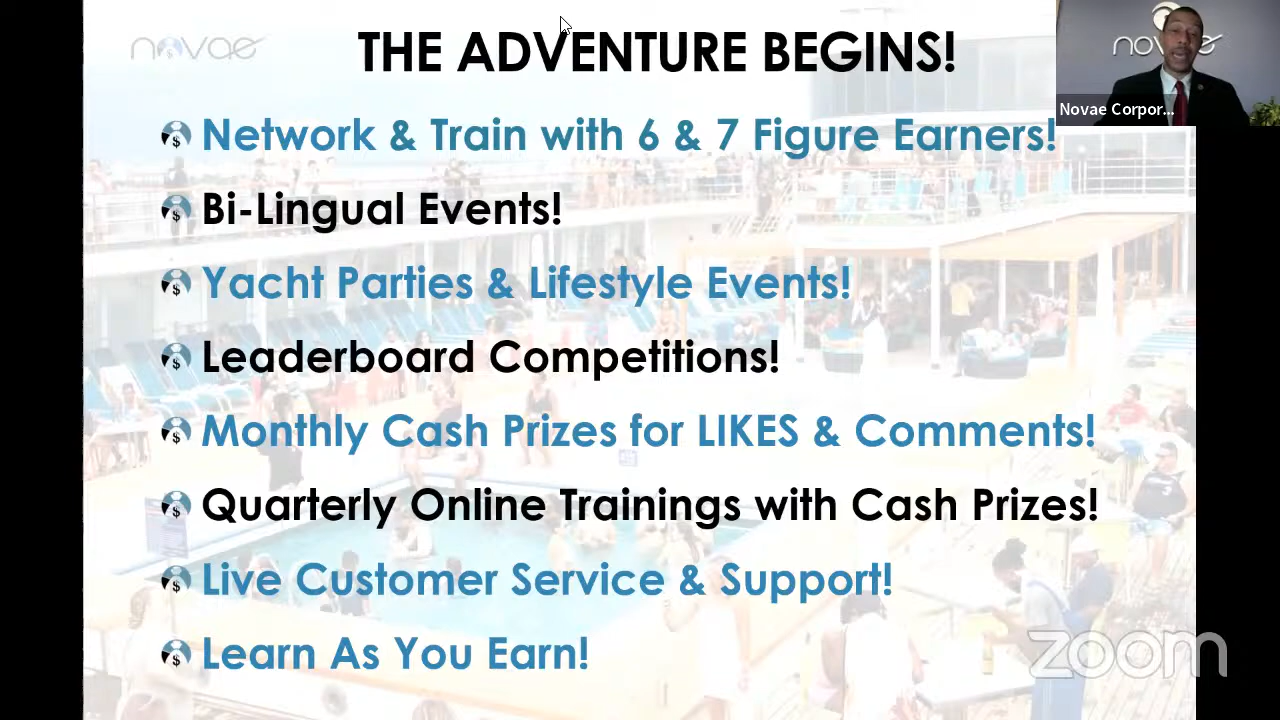 novae
THE ADVENTURE BEGINS!
novae
Novae Corpor...
Network & Train with 6 & 7 Figure Earners!
Bi-Lingual Events!
Yacht Parties & Lifestyle Events!
Leaderboard Competitions!
Monthly Cash Prizes for LIKES & Comments!
Quarterly Online Trainings with Cash Prizes!
Live Customer Service & Support!
Learn As You Earn!
zoom